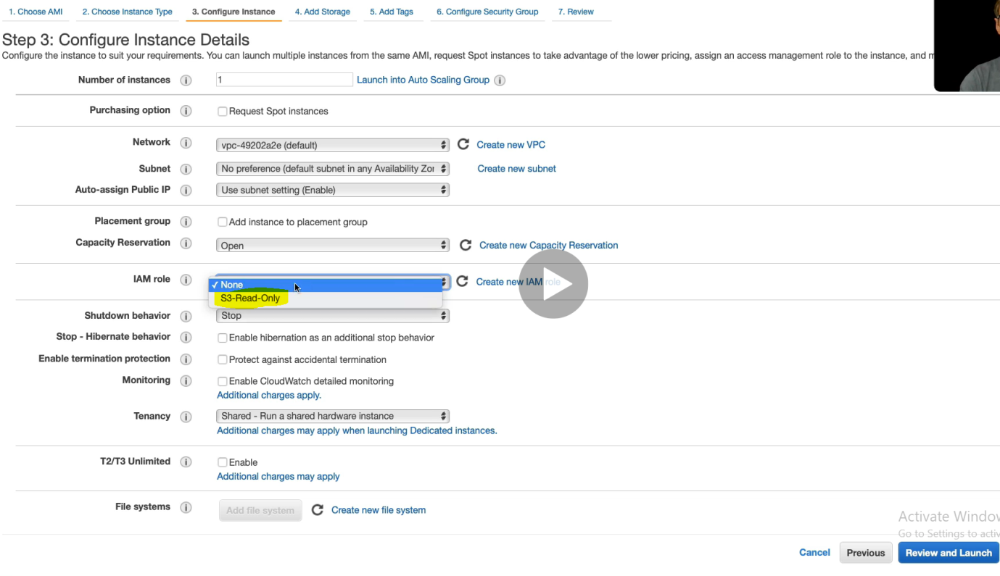 1. Choose AMI 2. Choose Instance Type 3. Configure Instance 4. Add Storage 5. Add Tags 6. Configure Security Group 7. Review
Step 3: Configure Instance Details
Configure the instance to suit your requirements. You can launch multiple instances from the same AMI, request Spot instances to take advantage of the lower pricing, assign an access management role to the instance, and
Number of instances i 1 Launch into Auto Scaling Group i
Purchasing option i Request Spot instances
Network i vpc-49202a2e (default) Create new VPC
Subnet i No preference (default subnet in any Availability Create new subnet
Auto-assign Public IP i Use subnet setting (Enable)
Placement group i Add instance to placement group
Capacity Reservation i Open Create new Capacity Reservation
IAM role i Create new IAM role
✓ None
S3-Read-Only
Shutdown behavior i Stop
Stop - Hibernate behavior i Enable hibernation as an additional stop behavior
Enable termination protection i Protect against accidental termination
Monitoring i Enable CloudWatch detailed monitoring
Additional charges apply.
Tenancy i Shared - Run a shared hardware instance
Additional charges may apply when launching Dedicated instances.
T2/T3 Unlimited i Enable
Additional charges may apply
File systems i Add file system Create new file system
Activate Window
Go to Settings to activ
Cancel Previous Review and Launch